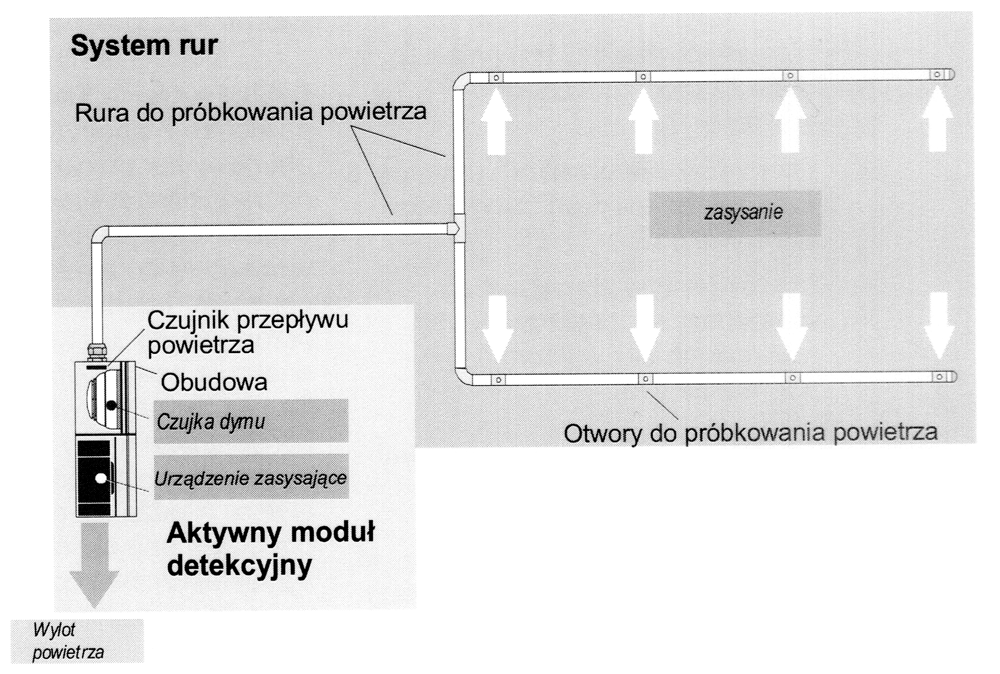 System rur
Rura do próbkowania powietrza
zasysanie
Czujnik przepływu
powietrza
Obudowa
Czujka dymu
Otwory do próbkowania powietrza
Urządzenie zasysające
Aktywny moduł
detekcyjny
Wylot
powietrza